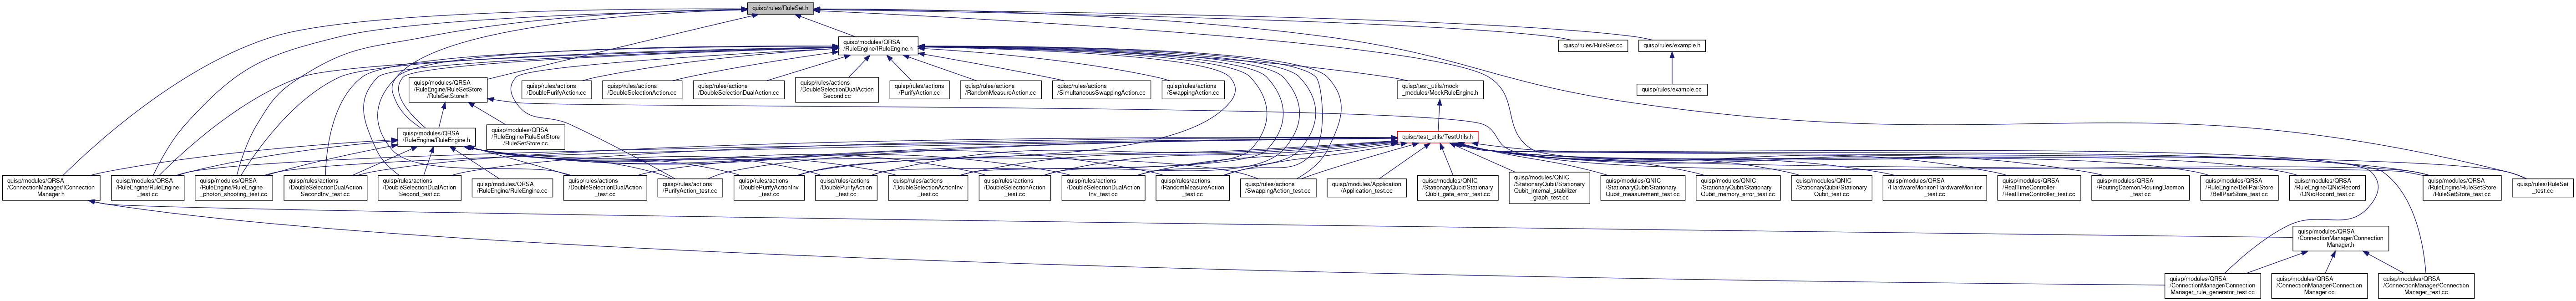 quisp/rules/RuleSet.h
quisp/modules/QRSA
/RuleEngine/IRuleEngine.h
quisp/rules/RuleSet.cc
quisp/rules/example.h
quisp/modules/QRSA
/RuleEngine/RuleSetStore
/RuleSetStore.h
quisp/rules/actions
/DoublePurifyAction.cc
quisp/rules/actions
/DoubleSelectionAction.cc
quisp/rules/actions
/DoubleSelectionDualAction.cc
quisp/rules/actions
/DoubleSelectionDualAction
Second.cc
quisp/rules/actions
/PurifyAction.cc
quisp/rules/actions
/RandomMeasureAction.cc
quisp/rules/actions
/SimultaneousSwappingAction.cc
quisp/rules/actions
/SwappingAction.cc
quisp/test_utils/mock
_modules/MockRuleEngine.h
quisp/rules/example.cc
quisp/modules/QRSA
/RuleEngine/RuleEngine.h
quisp/modules/QRSA
/RuleEngine/RuleSetStore
/RuleSetStore.cc
quisp/test_utils/TestUtils.h
quisp/modules/QRSA
/ConnectionManager/IConnection
Manager.h
quisp/modules/QRSA
/RuleEngine/RuleEngine
_test.cc
quisp/modules/QRSA
/RuleEngine/RuleEngine
_photon_shooting_test.cc
quisp/rules/actions
/DoubleSelectionDualAction
SecondInv_test.cc
quisp/rules/actions
/DoubleSelectionDualAction
Second_test.cc
quisp/modules/QRSA
/RuleEngine/RuleEngine.cc
quisp/rules/actions
/DoubleSelectionDualAction
_test.cc
quisp/rules/actions
/PurifyAction_test.cc
quisp/rules/actions
/DoublePurifyActionInv
_test.cc
quisp/rules/actions
/DoublePurifyAction
_test.cc
quisp/rules/actions
/DoubleSelectionActionInv
_test.cc
quisp/rules/actions
/DoubleSelectionAction
_test.cc
quisp/rules/actions
/DoubleSelectionDualAction
Inv_test.cc
quisp/rules/actions
/RandomMeasureAction
_test.cc
quisp/rules/actions
/SwappingAction_test.cc
quisp/modules/Application
/Application_test.cc
quisp/modules/QNIC
/StationaryQubit/Stationary
Qubit_gate_error_test.cc
quisp/modules/QNIC
/StationaryQubit/Stationary
Qubit_internal_stabilizer
_graph_test.cc
quisp/modules/QNIC
/StationaryQubit/Stationary
Qubit_measurement_test.cc
quisp/modules/QNIC
/StationaryQubit/Stationary
Qubit_memory_error_test.cc
quisp/modules/QNIC
/StationaryQubit/Stationary
Qubit_test.cc
quisp/modules/QRSA
/HardwareMonitor/HardwareMonitor
_test.cc
quisp/modules/QRSA
/RealTimeController
/RealTimeController_test.cc
quisp/modules/QRSA
/RoutingDaemon/RoutingDaemon
_test.cc
quisp/modules/QRSA
/RuleEngine/BellPairStore
/BellPairStore_test.cc
quisp/modules/QRSA
/RuleEngine/QNicRecord
/QNicRecord_test.cc
quisp/modules/QRSA
/RuleEngine/RuleSetStore
/RuleSetStore_test.cc
quisp/rules/RuleSet
_test.cc
quisp/modules/QRSA
/ConnectionManager/Connection
Manager.h
quisp/modules/QRSA
/ConnectionManager/Connection
Manager_rule_generator_test.cc
quisp/modules/QRSA
/ConnectionManager/Connection
Manager.cc
quisp/modules/QRSA
/ConnectionManager/Connection
Manager_test.cc